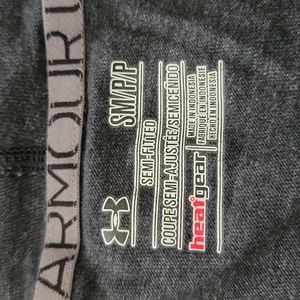 ARMOUR
SM/P/P
SEMI-FITTED
COUPE SEMI-AJUSTÉE/SEMICEÑIDO
heatgear
MADE IN INDONESIA
FABRIQUÉ EN INDONÉSIE
HECHO EN INDONESIA